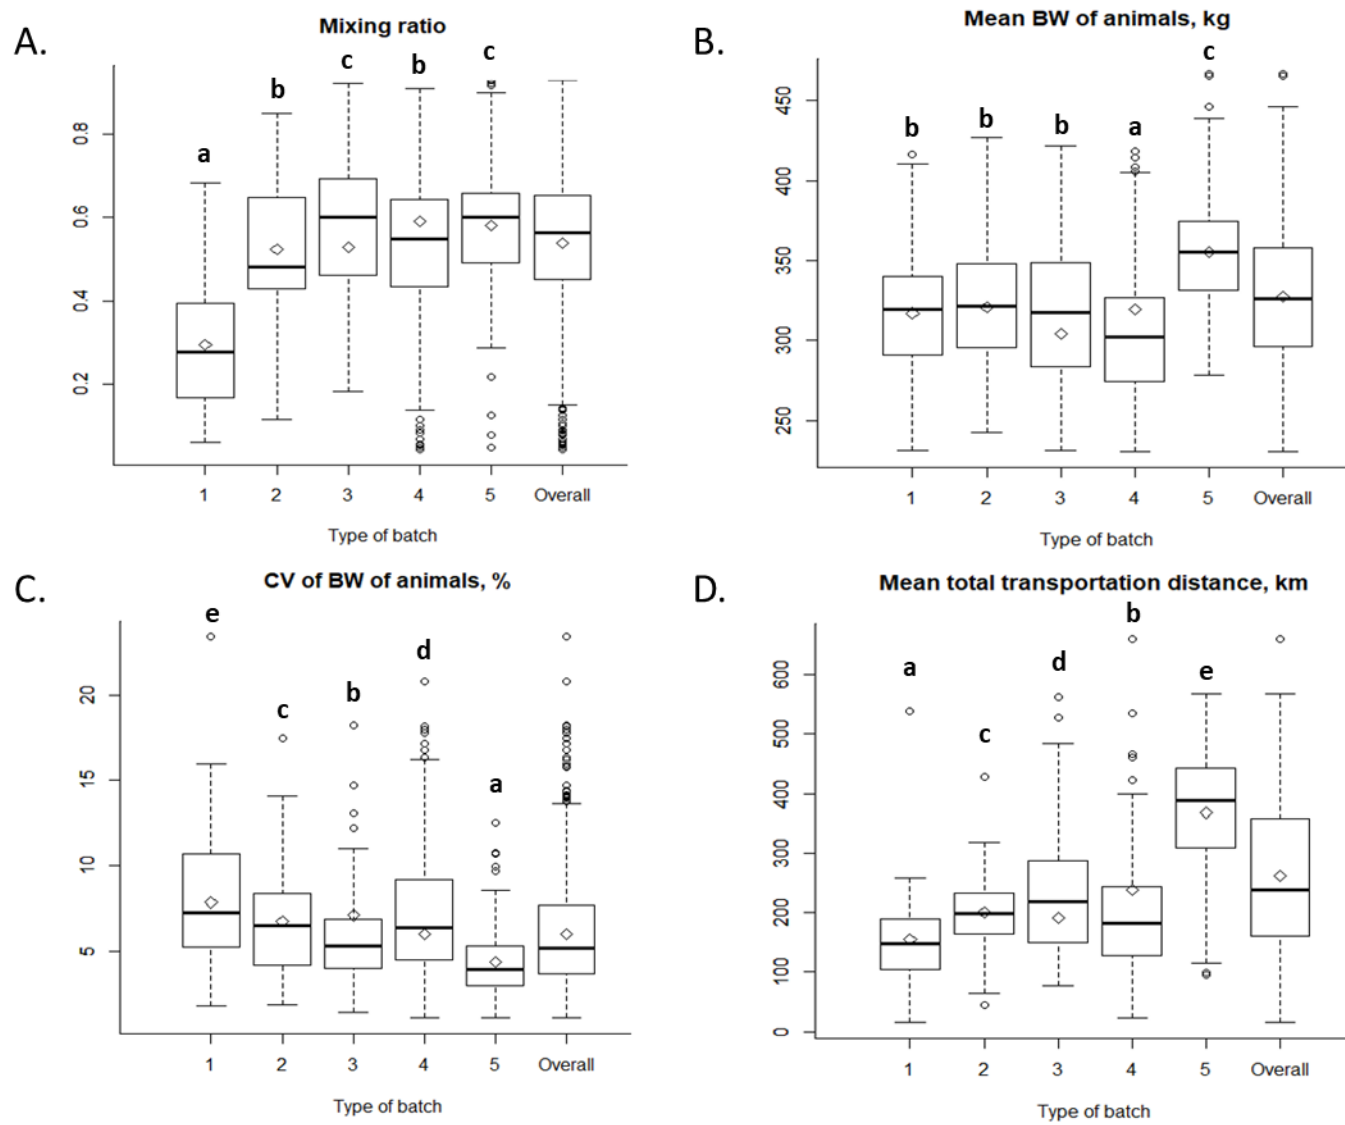 A.
Mixing ratio
a b c b c
0.8
0.6
0.4
0.2
1 2 3 4 5 Overall
Type of batch
B.
Mean BW of animals, kg
b b b a c
450
400
350
300
250
1 2 3 4 5 Overall
Type of batch
C.
CV of BW of animals, %
e c b d a
20
15
10
5
1 2 3 4 5 Overall
Type of batch
D.
Mean total transportation distance, km
a c d b e
600
500
400
300
200
100
0
1 2 3 4 5 Overall
Type of batch